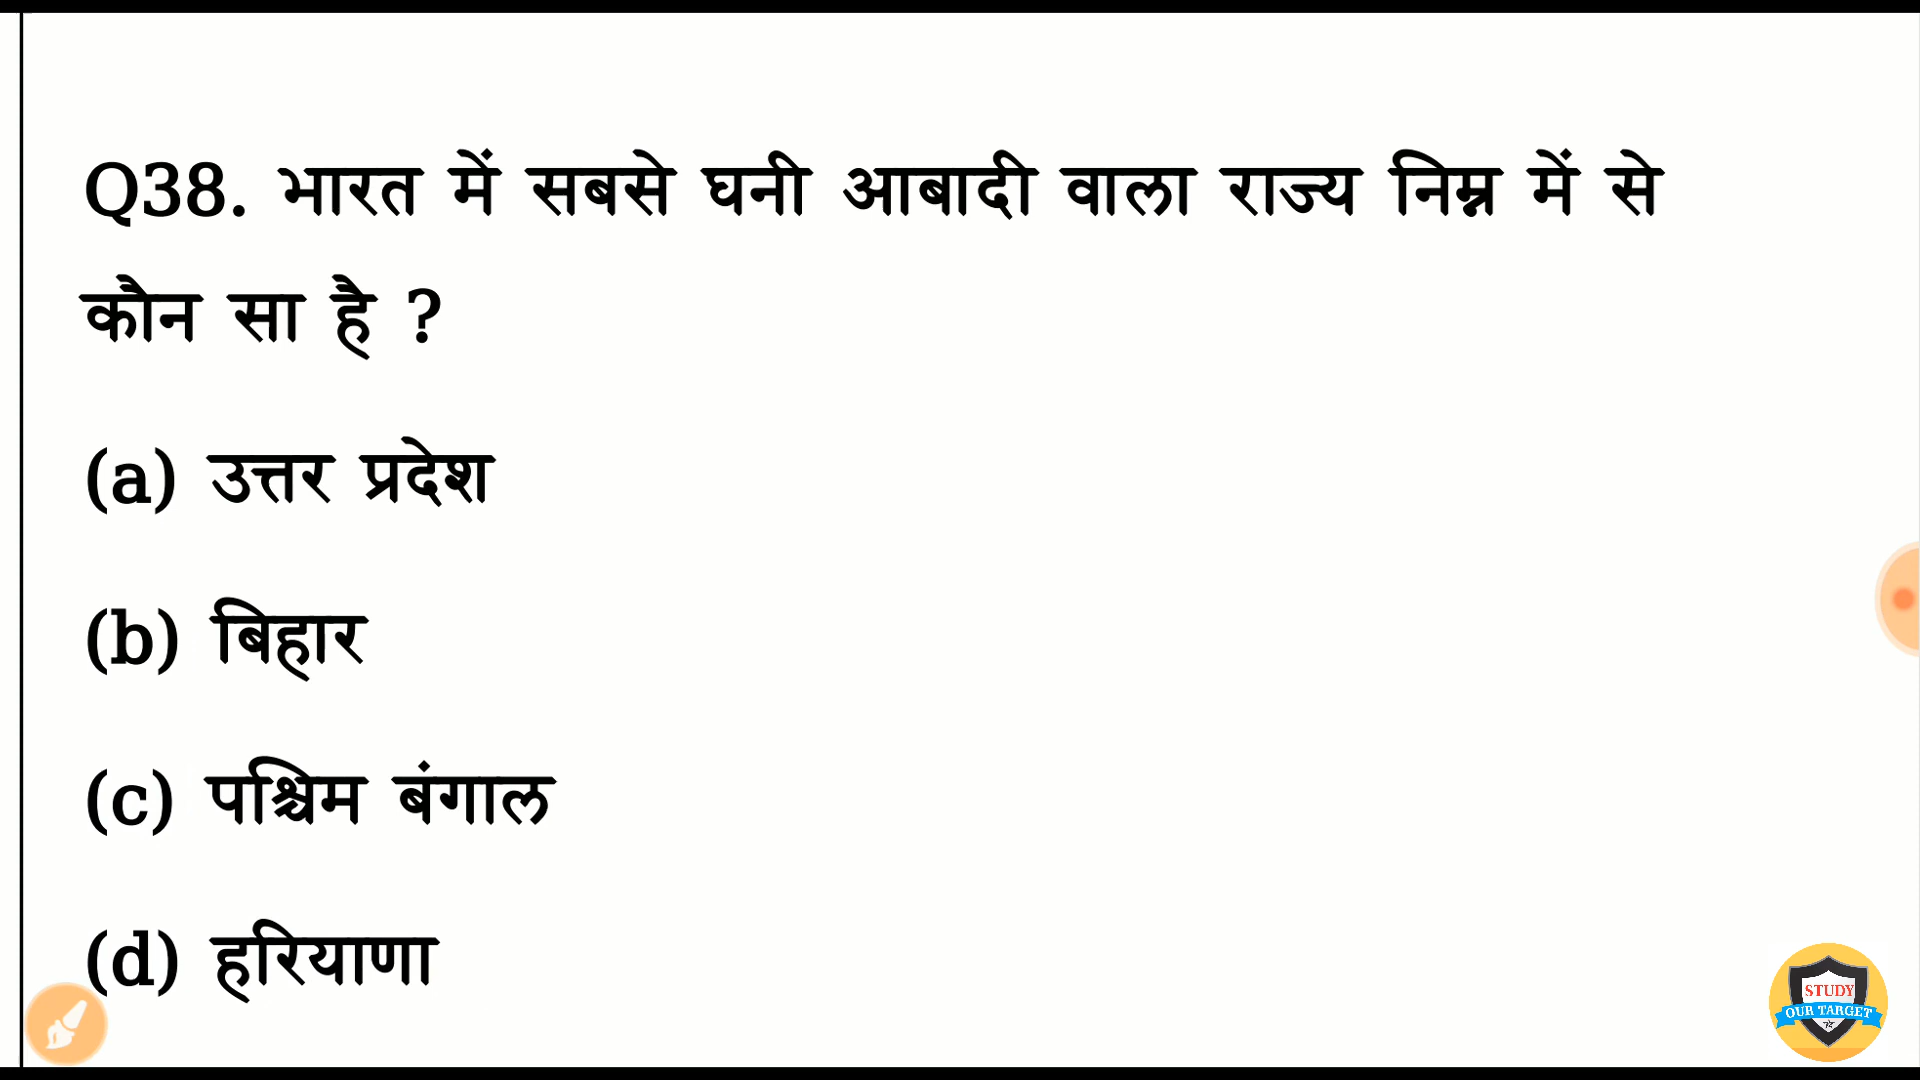 Q38. भारत में सबसे घनी आबादी वाला राज्य निम्न में से
कौन सा है ?
(a) उत्तर प्रदेश
(b) बिहार
(c) पश्चिम बंगाल
(d) हरियाणा
STUDY
OUR TARGET